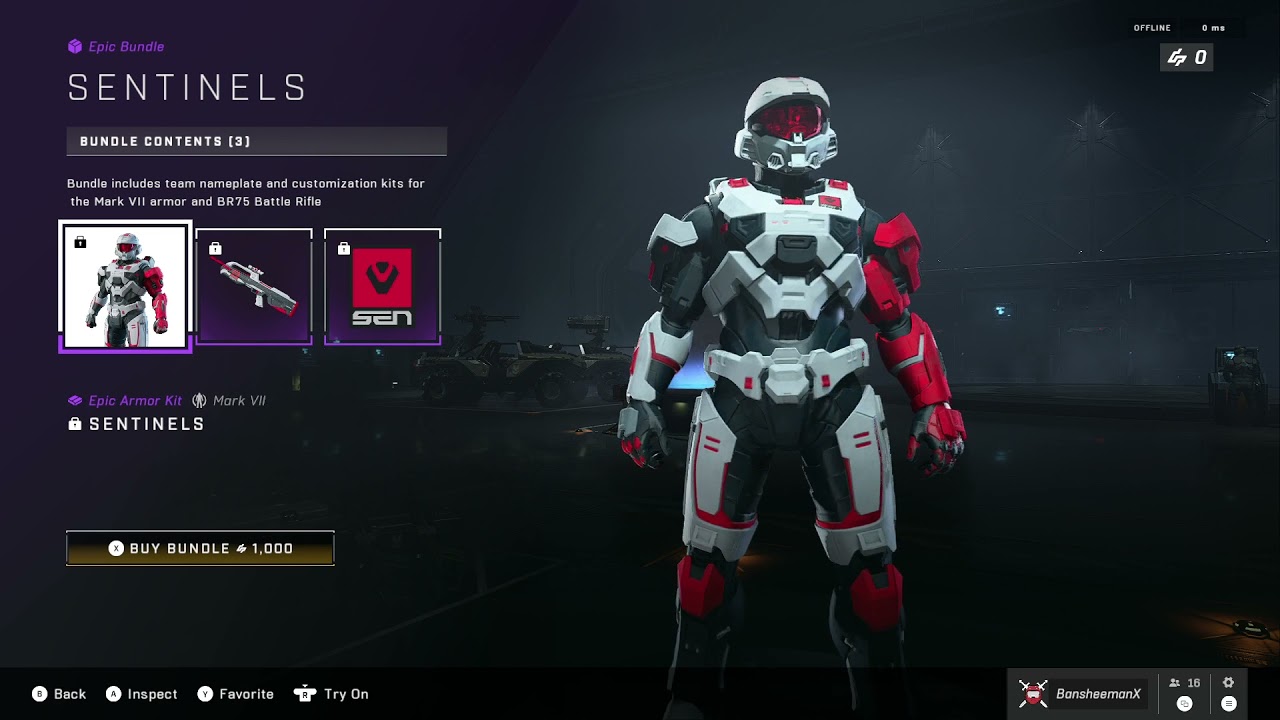 Epic Bundle
OFFLINE 0 ms
0
SENTINELS
BUNDLE CONTENTS [3]
Bundle includes team nameplate and customization kits for
the Mark VII armor and BR75 Battle Rifle
SEN
Epic Armor Kit Mark VII
SENTINELS
X BUY BUNDLE 1,000
B Back A Inspect Y Favorite R Try On
BansheemanX 16